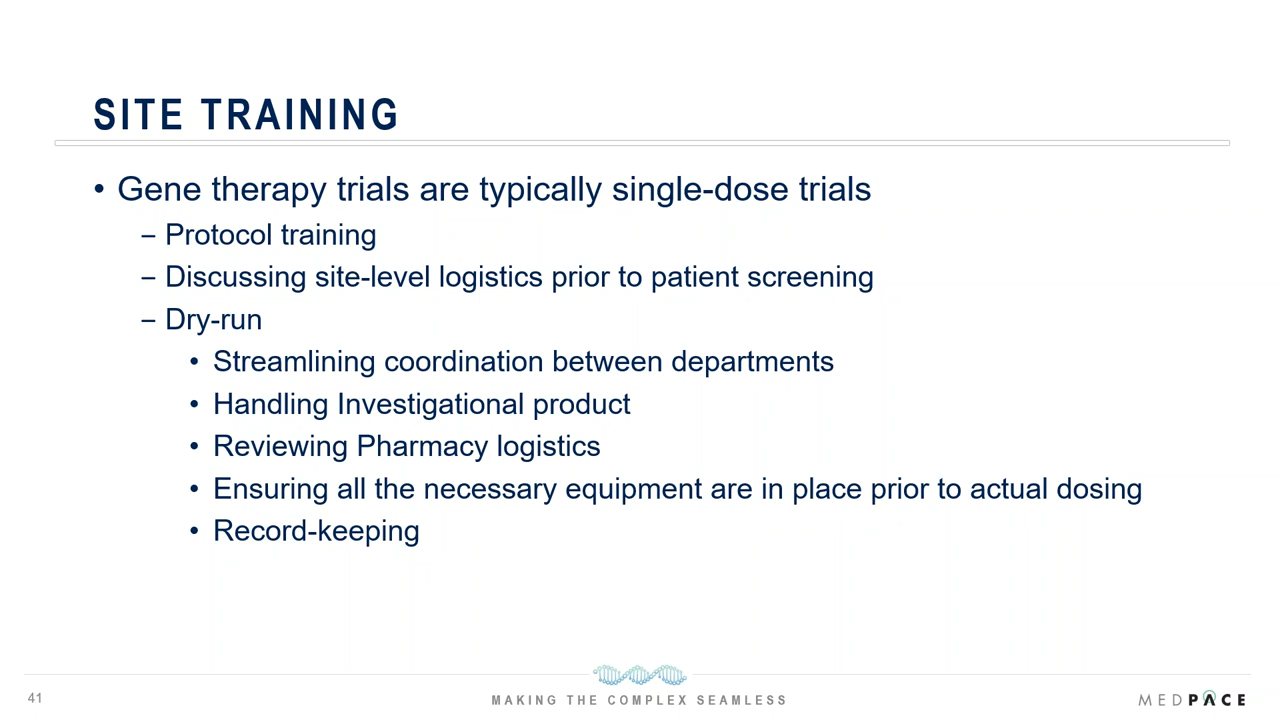 SITE TRAINING
• Gene therapy trials are typically single-dose trials
– Protocol training
– Discussing site-level logistics prior to patient screening
– Dry-run
• Streamlining coordination between departments
• Handling Investigational product
• Reviewing Pharmacy logistics
• Ensuring all the necessary equipment are in place prior to actual dosing
• Record-keeping
41
MAKING THE COMPLEX SEAMLESS
MEDPACE